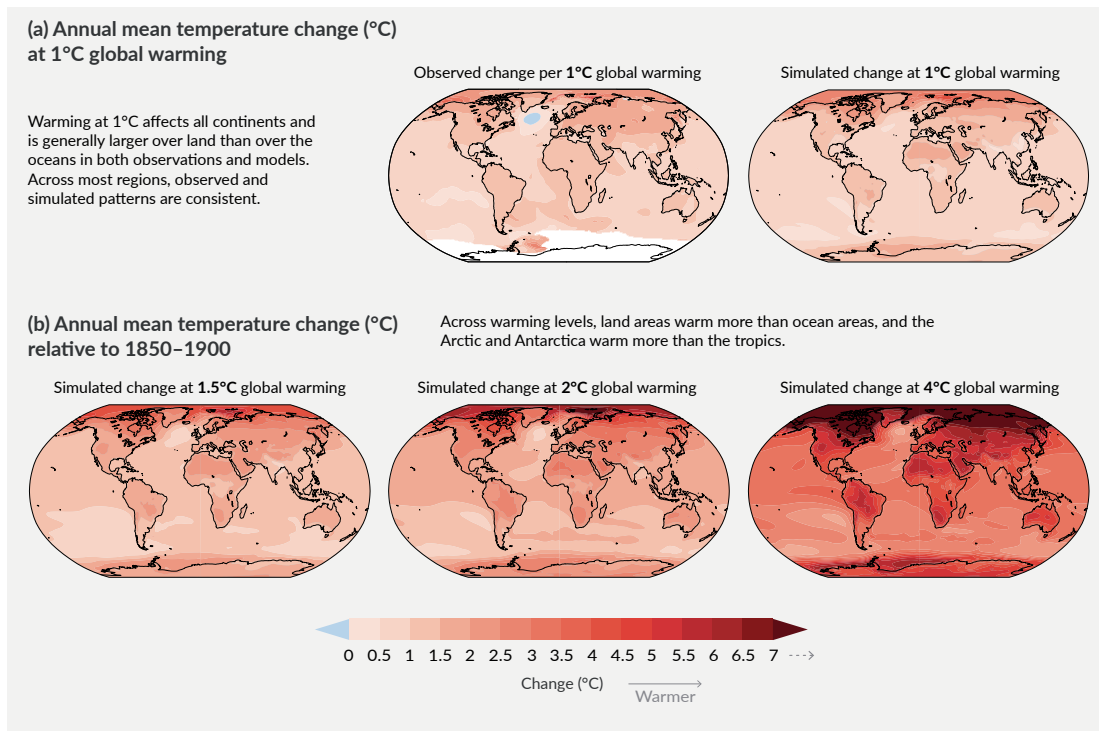 (a) Annual mean temperature change (°C)
at 1°C global warming
Observed change per 1°C global warming
Simulated change at 1°C global warming
Warming at 1°C affects all continents and
is generally larger over land than over the
oceans in both observations and models.
Across most regions, observed and
simulated patterns are consistent.
(b) Annual mean temperature change (°C)
relative to 1850–1900
Across warming levels, land areas warm more than ocean areas, and the
Arctic and Antarctica warm more than the tropics.
Simulated change at 1.5°C global warming
Simulated change at 2°C global warming
Simulated change at 4°C global warming
0 0.5 1 1.5 2 2.5 3 3.5 4 4.5 5 5.5 6 6.5 7
Change (°C)
Warmer